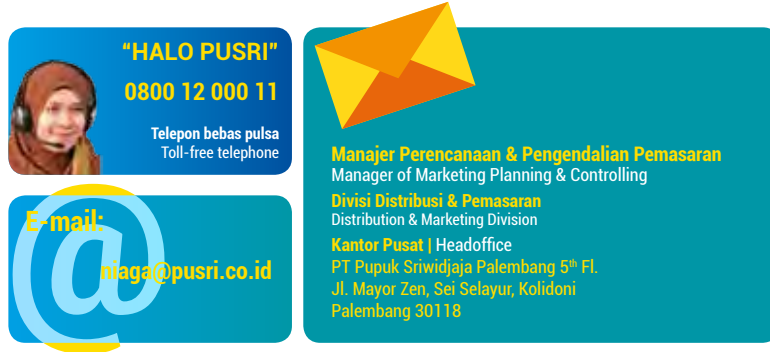 “HALO PUSRI”
0800 12 000 11
Telepon bebas pulsa
Toll-free telephone
@
E-mail:
niaga@pusri.co.id
Manajer Perencanaan & Pengendalian Pemasaran
Manager of Marketing Planning & Controlling
Divisi Distribusi & Pemasaran
Distribution & Marketing Division
Kantor Pusat | Headoffice
PT Pupuk Sriwidjaja Palembang 5th Fl.
Jl. Mayor Zen, Sei Selayur, Kolidoni
Palembang 30118